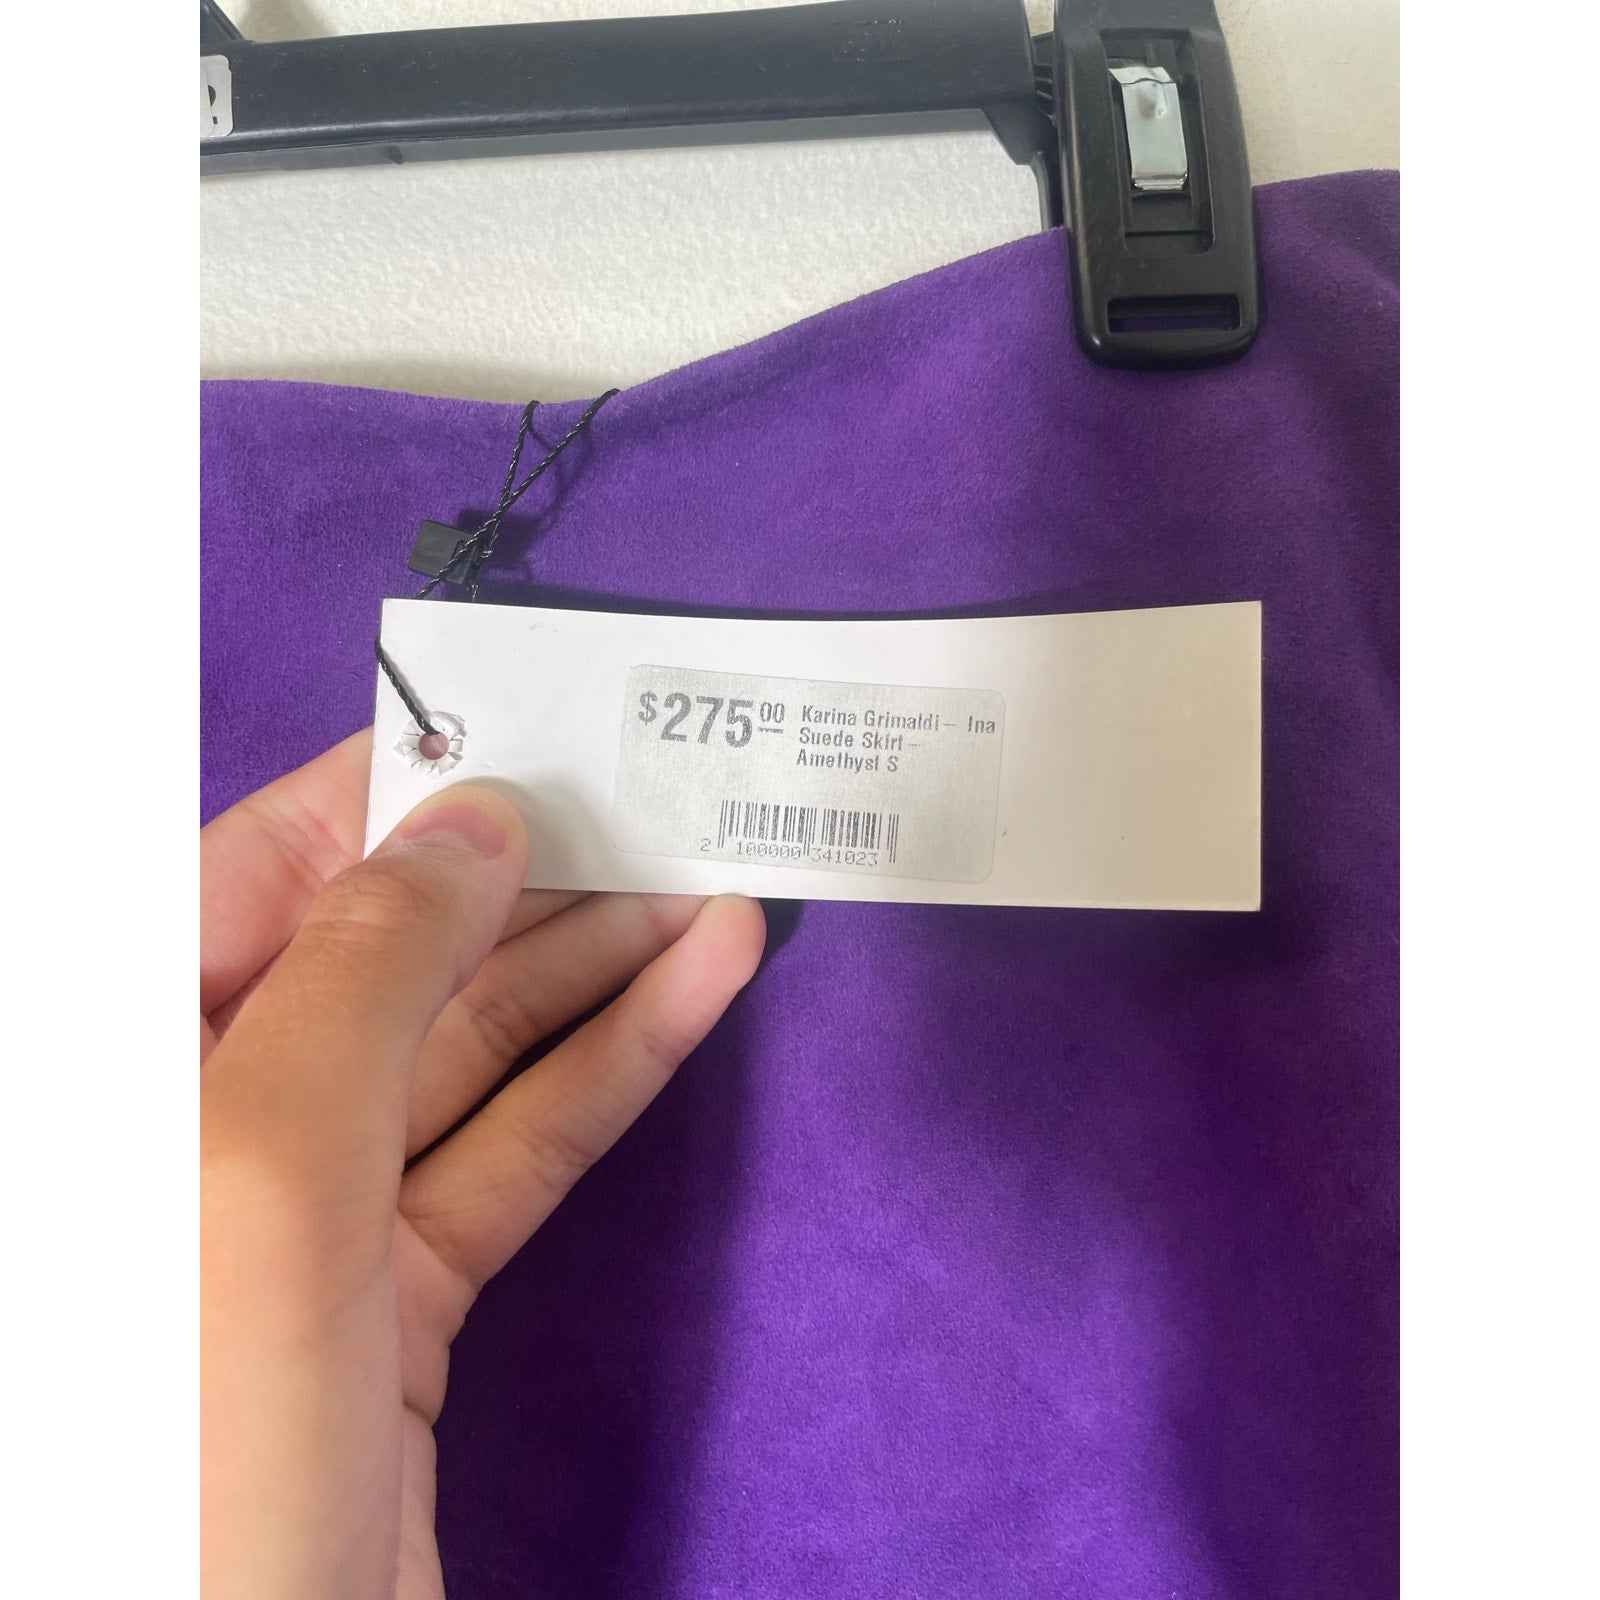 $275.00 Karina Grimaldi- Ina
Suede Skirt -
Amethyst S
2 100000 341023